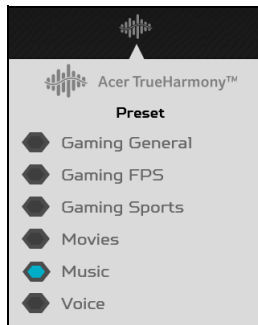 Acer TrueHarmony™
Preset
Gaming General
Gaming FPS
Gaming Sports
Movies
Music
Voice